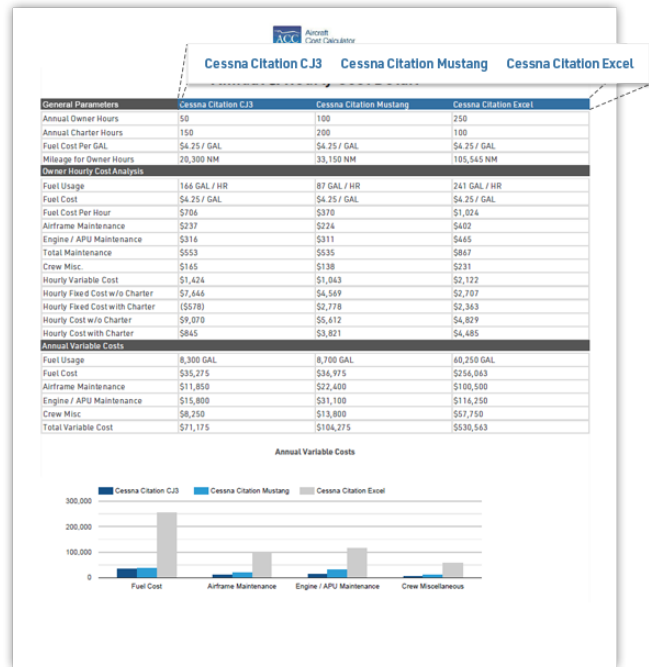 ACC Aircraft
Cost Calculator
Cessna Citation CJ3 Cessna Citation Mustang Cessna Citation Excel
General Parameters Cessna Citation CJ3 Cessna Citation Mustang Cessna Citation Excel
Annual Owner Hours 50 100 250
Annual Charter Hours 150 200 100
Fuel Cost Per GAL $4.25 / GAL $4.25 / GAL $4.25 / GAL
Mileage for Owner Hours 20,300 NM 33,150 NM 105,545 NM
Owner Hourly Cost Analysis
Fuel Usage 166 GAL / HR 87 GAL / HR 241 GAL / HR
Fuel Cost $4.25 / GAL $4.25 / GAL $4.25 / GAL
Fuel Cost Per Hour $706 $370 $1,024
Airframe Maintenance $237 $224 $402
Engine / APU Maintenance $316 $311 $465
Total Maintenance $553 $535 $867
Crew Misc. $165 $138 $231
Hourly Variable Cost $1,424 $1,043 $2,122
Hourly Fixed Cost w/o Charter $7,646 $4,569 $2,707
Hourly Fixed Cost with Charter ($578) $2,778 $2,363
Hourly Cost w/o Charter $9,070 $5,612 $4,829
Hourly Cost with Charter $845 $3,821 $4,485
Annual Variable Costs
Fuel Usage 8,300 GAL 8,700 GAL 60,250 GAL
Fuel Cost $35,275 $36,975 $256,063
Airframe Maintenance $11,850 $22,400 $100,500
Engine / APU Maintenance $15,800 $31,100 $116,250
Crew Misc $8,250 $13,800 $57,750
Total Variable Cost $71,175 $104,275 $530,563
Annual Variable Costs
Cessna Citation CJ3 Cessna Citation Mustang Cessna Citation Excel
300,000
200,000
100,000
0
Fuel Cost Airframe Maintenance Engine / APU Maintenance Crew Miscellaneous